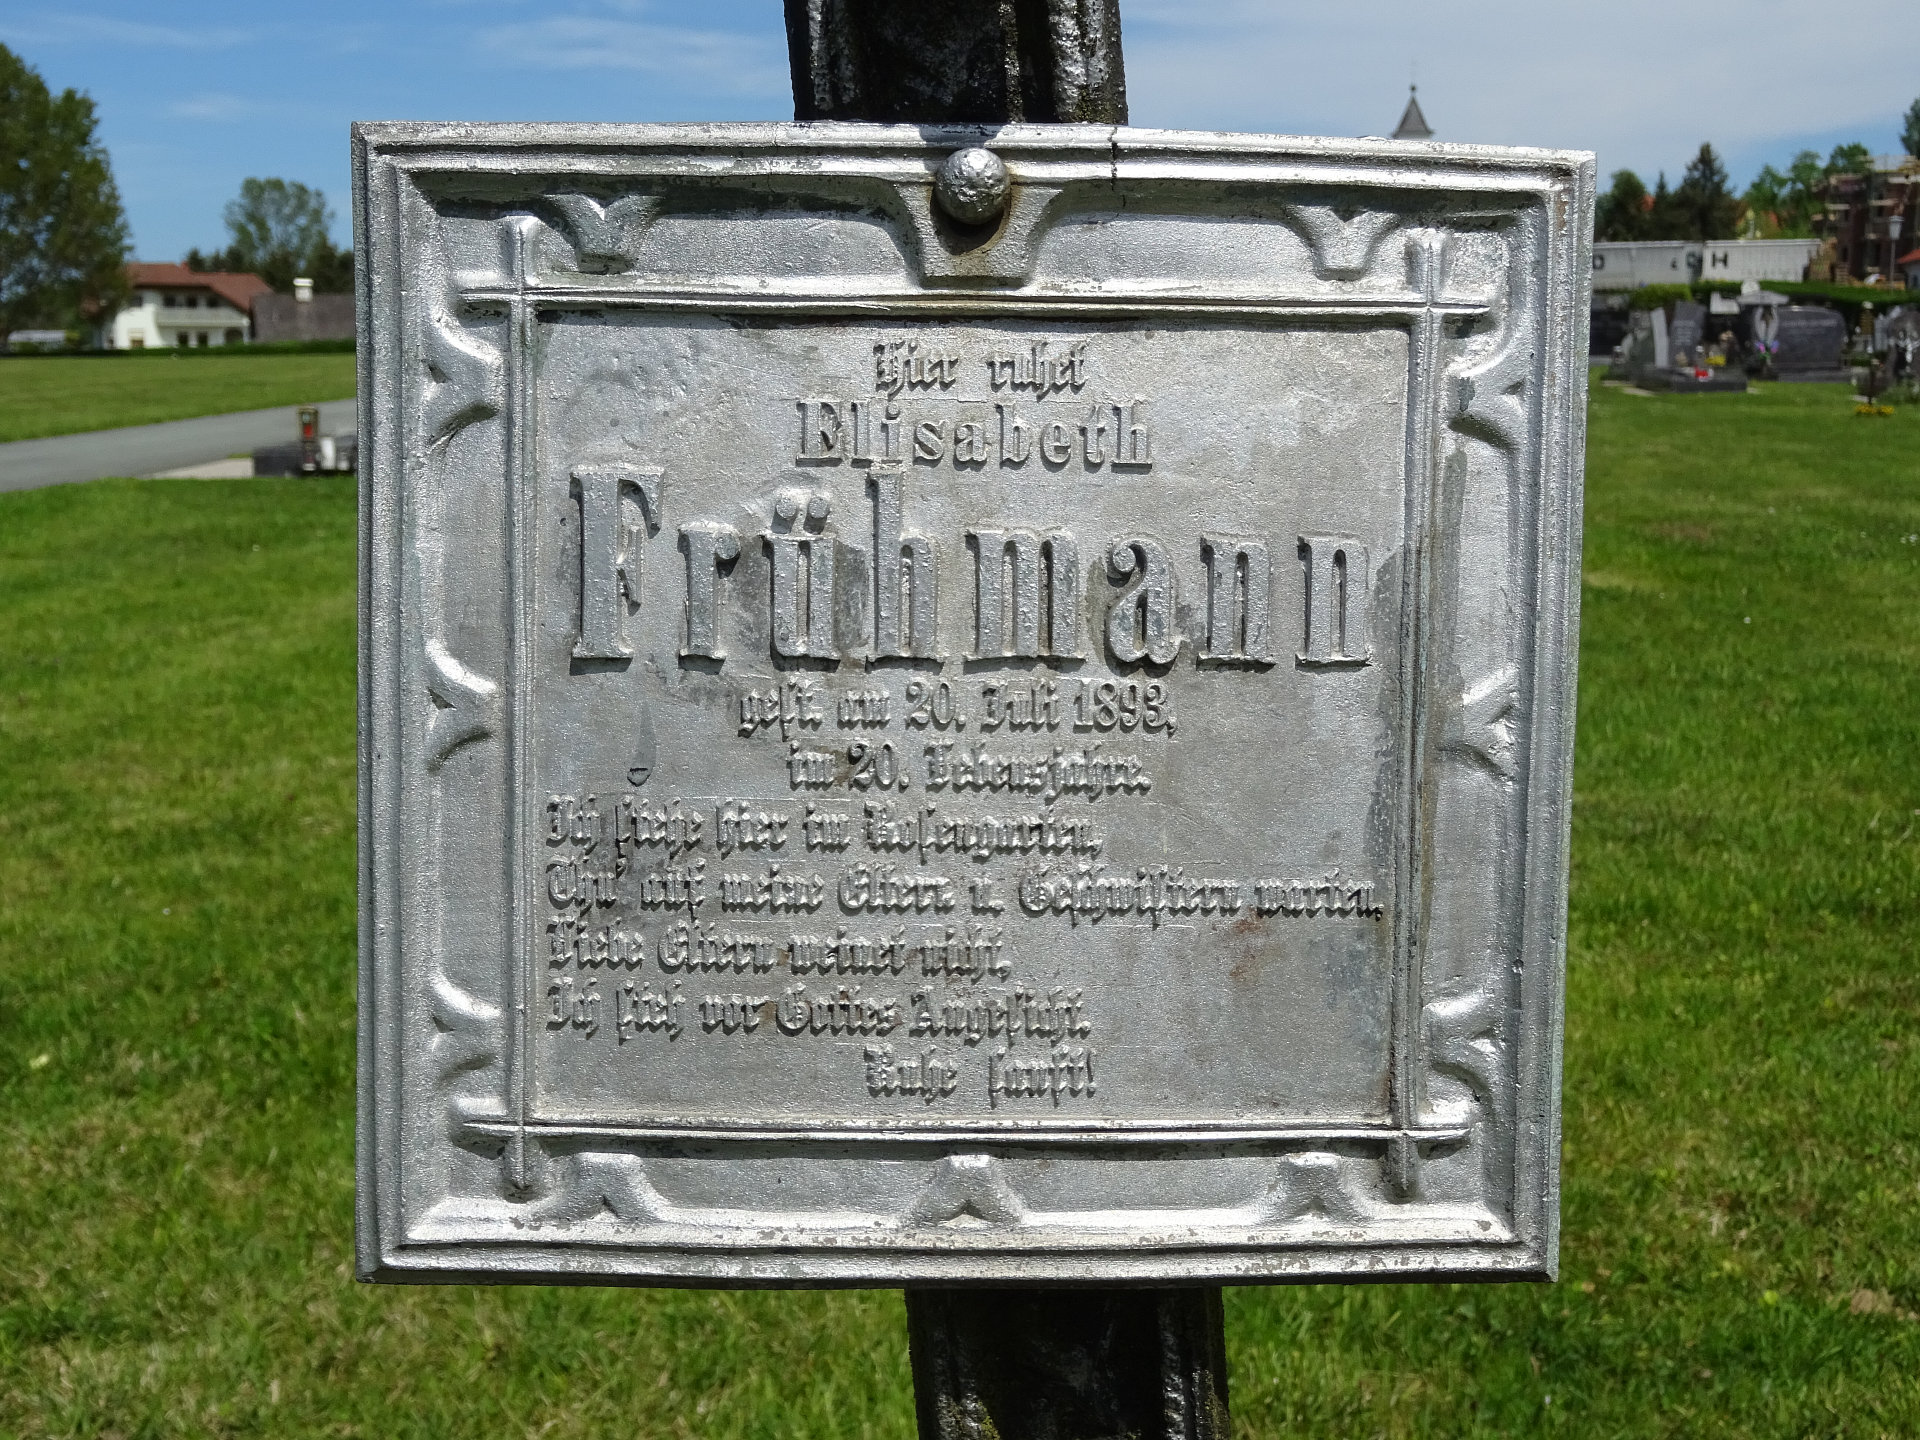 Hier ruhet
Elisabeth
Frühmann
gest. am 20. Juli 1893,
im 20. Lebensjahre.
Ich stehe hier im Rosengarten,
Thu' auf meine Eltern u. Geschwistern warten,
Liebe Eltern weinet nicht,
Ich steh vor Gottes Angesicht.
Ruhe sanft!